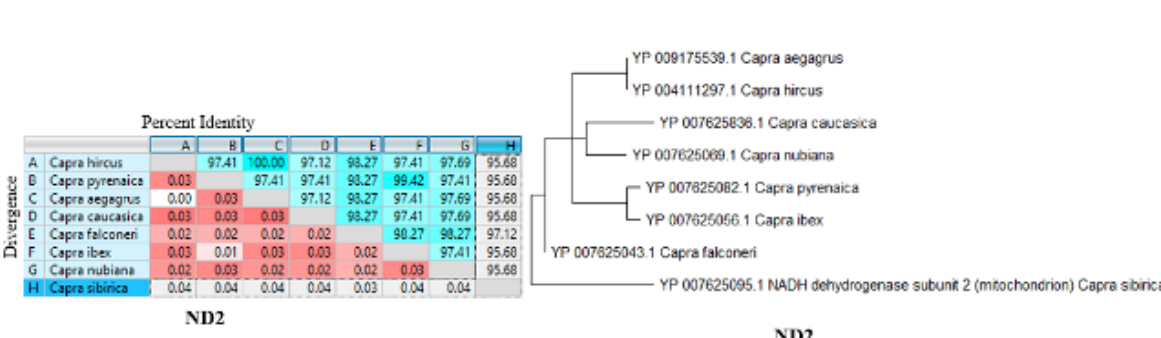 Percent Identity
A B C D E F G H
A Capra hircus 97.41 100.00 97.12 98.27 97.41 97.69 95.68
B Capra pyrenaica 0.03 97.41 97.41 98.27 99.42 97.41 95.68
C Capra aegagrus 0.00 0.03 97.12 98.27 97.41 97.69 95.68
D Capra caucasica 0.03 0.03 0.03 98.27 97.41 97.69 95.68
E Capra falconeri 0.02 0.02 0.02 0.02 98.27 98.27 97.12
F Capra ibex 0.03 0.01 0.03 0.03 0.02 97.41 95.68
G Capra nubiana 0.02 0.03 0.02 0.02 0.02 0.03 95.68
H Capra sibirica 0.04 0.04 0.04 0.04 0.03 0.04 0.04
Divergence
ND2
YP 009175539.1 Capra aegagrus
YP 004111297.1 Capra hircus
YP 007625836.1 Capra caucasica
YP 007625069.1 Capra nubiana
YP 007625082.1 Capra pyrenaica
YP 007625056.1 Capra ibex
YP 007625043.1 Capra falconeri
YP 007625095.1 NADH dehydrogenase subunit 2 (mitochondrion) Capra sibirica
ND2